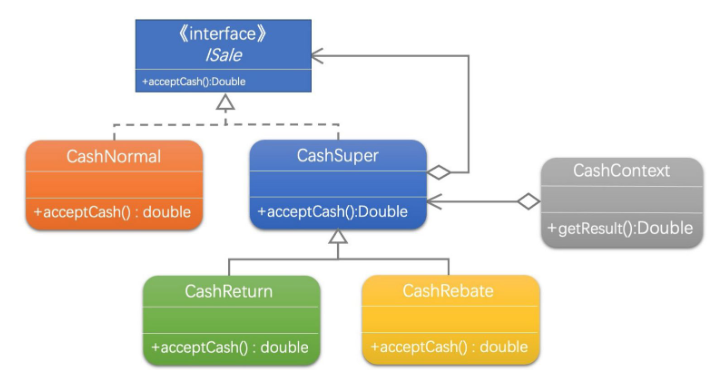 《interface》
ISale
+acceptCash():Double
CashNormal
+acceptCash() : double
CashSuper
+acceptCash():Double
CashContext
+getResult():Double
CashReturn
+acceptCash() : double
CashRebate
+acceptCash() : double